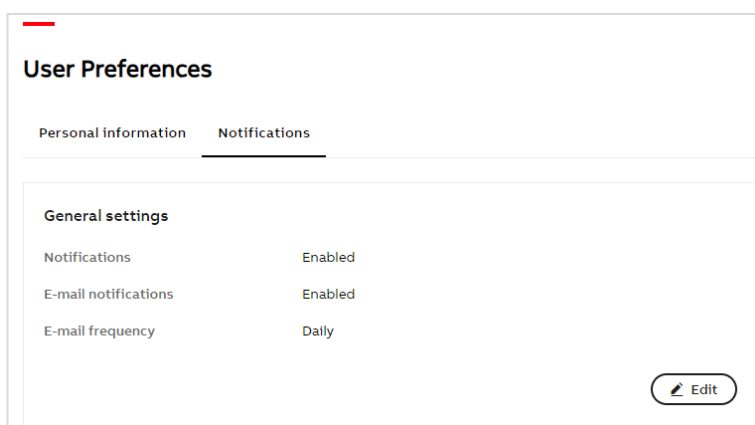 User Preferences
Personal information Notifications
General settings
Notifications Enabled
E-mail notifications Enabled
E-mail frequency Daily
Edit